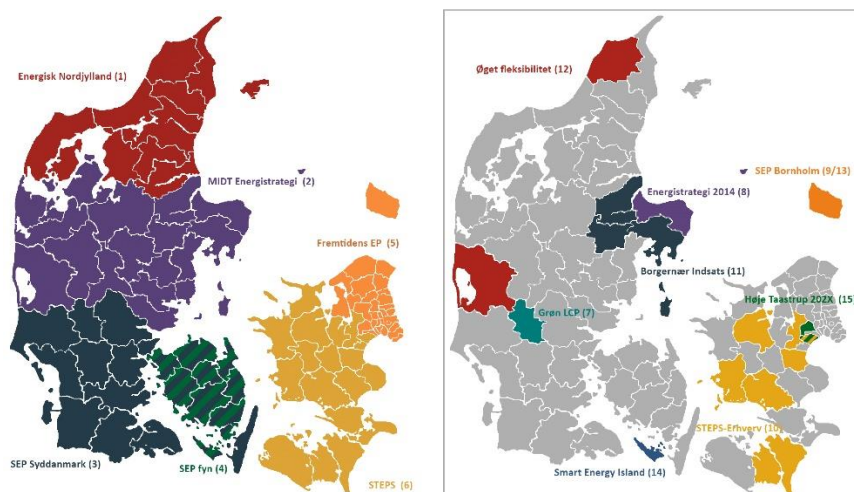 Energisk Nordjylland (1)
MIDT Energistrategi (2)
Fremtidens EP (5)
SEP Syddanmark (3)
SEP fyn (4)
STEPS (6)
Øget fleksibilitet (12)
SEP Bornholm (9/13)
Energistrategi 2014 (8)
Borgernær Indsats (11)
Høje Taastrup 202X (15)
Grøn LCP (7)
STEPS-Erhverv (10)
Smart Energy Island (14)